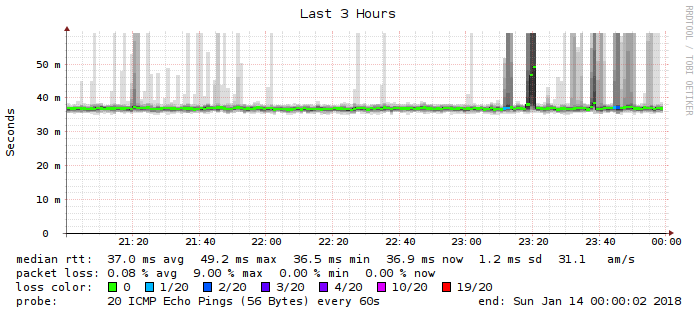 Last 3 Hours
RRDTOOL / TOBI OETIKER
Seconds
50 m
40 m
30 m
20 m
10 m
0
21:20 21:40 22:00 22:20 22:40 23:00 23:20 23:40 00:00
median rtt: 37.0 ms avg 49.2 ms max 36.5 ms min 36.9 ms now 1.2 ms sd 31.1 am/s
packet loss: 0.08 % avg 9.00 % max 0.00 % min 0.00 % now
loss color: 0 1/20 2/20 3/20 4/20 10/20 19/20
probe: 20 ICMP Echo Pings (56 Bytes) every 60s end: Sun Jan 14 00:00:02 2018